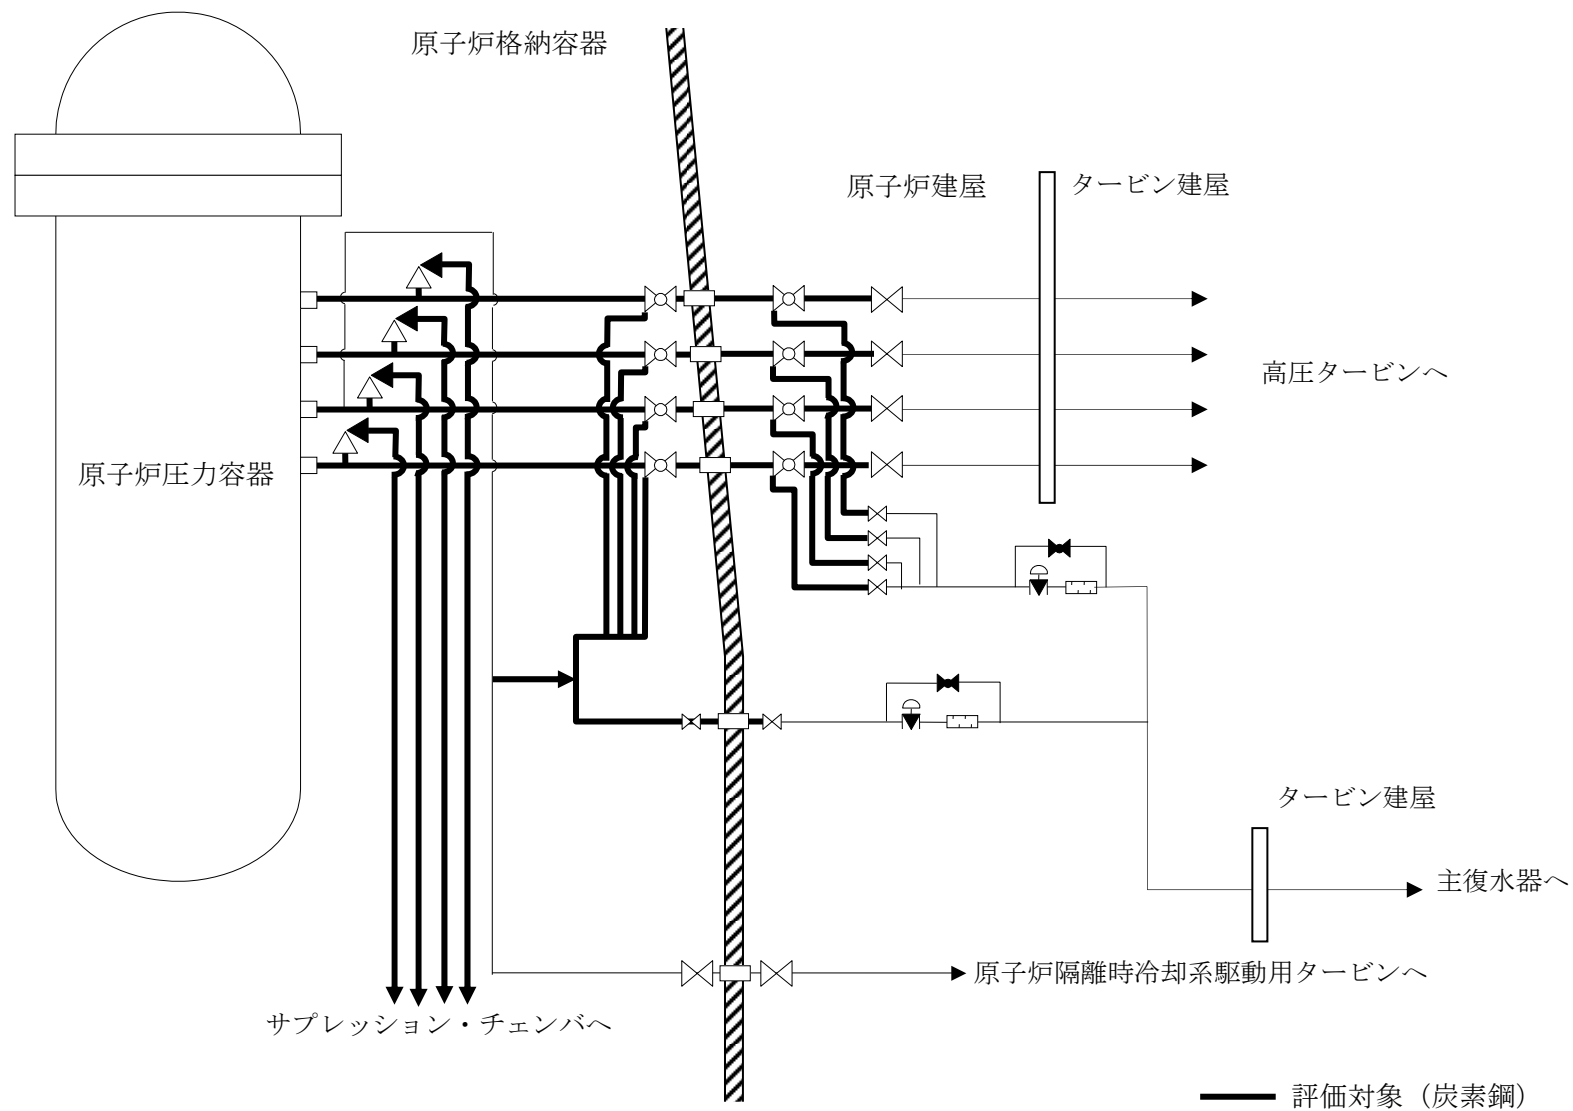 原子炉格納容器
原子炉建屋
タービン建屋
高圧タービンへ
原子炉圧力容器
タービン建屋
主復水器へ
原子炉隔離時冷却系駆動用タービンへ
サプレッション・チェンバへ
評価対象（炭素鋼）